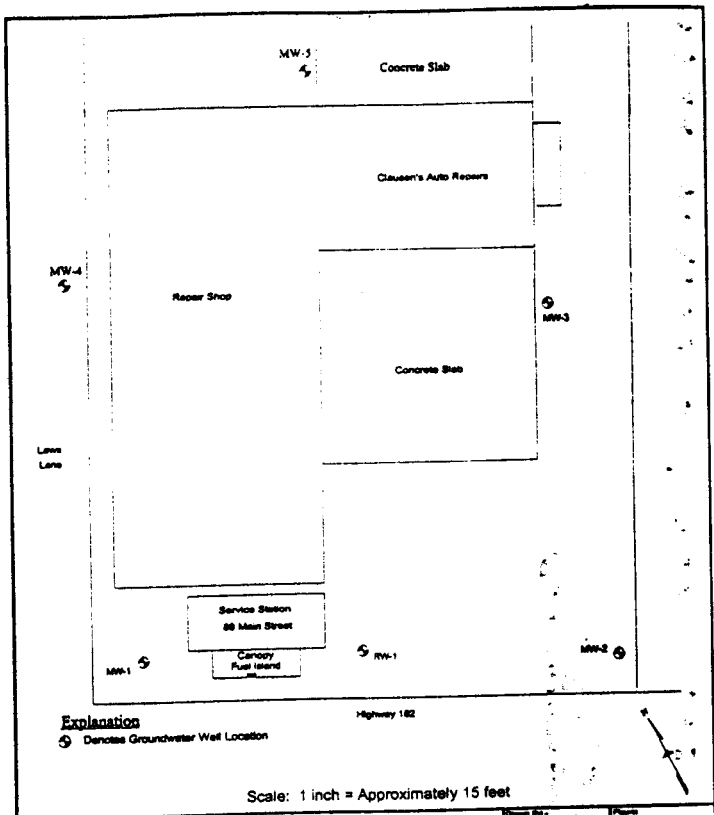 MW-5
Concrete Slab
Clausen's Auto Repairs
MW-4
Repair Shop
MW-3
Concrete Slab
Laws
Lane
Service Station
88 Main Street
Canopy
Fuel Island
MW-1
RW-1
MW-2
Highway 182
Explanation
Denotes Groundwater Well Location
Scale: 1 inch = Approximately 15 feet